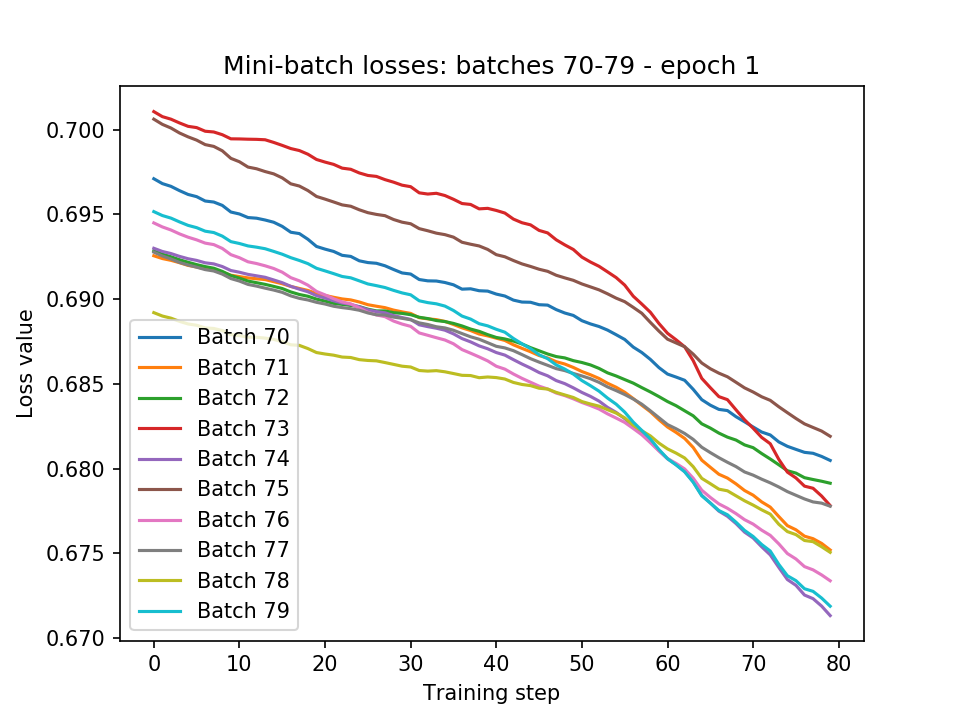 Mini-batch losses: batches 70-79 - epoch 1
0.700
0.695
0.690
0.685
0.680
0.675
0.670
Loss value
Batch 70
Batch 71
Batch 72
Batch 73
Batch 74
Batch 75
Batch 76
Batch 77
Batch 78
Batch 79
0 10 20 30 40 50 60 70 80
Training step